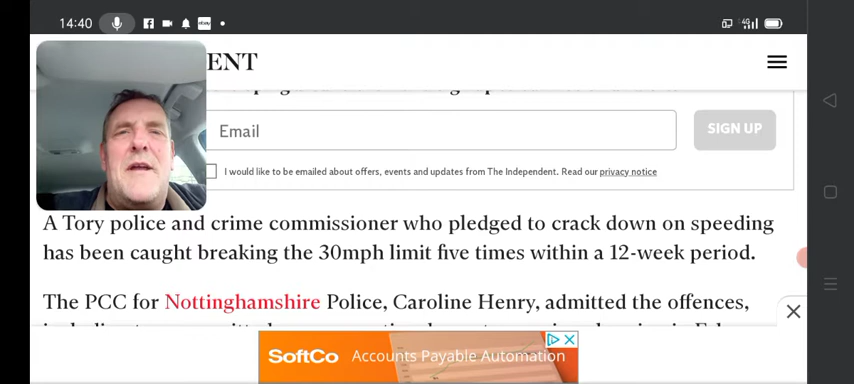 14:40
4G
ENT
Email
SIGN UP
I would like to be emailed about offers, events and updates from The Independent. Read our privacy notice
A Tory police and crime commissioner who pledged to crack down on speeding
has been caught breaking the 30mph limit five times within a 12-week period.
The PCC for Nottinghamshire Police, Caroline Henry, admitted the offences,
SoftCo Accounts Payable Automation